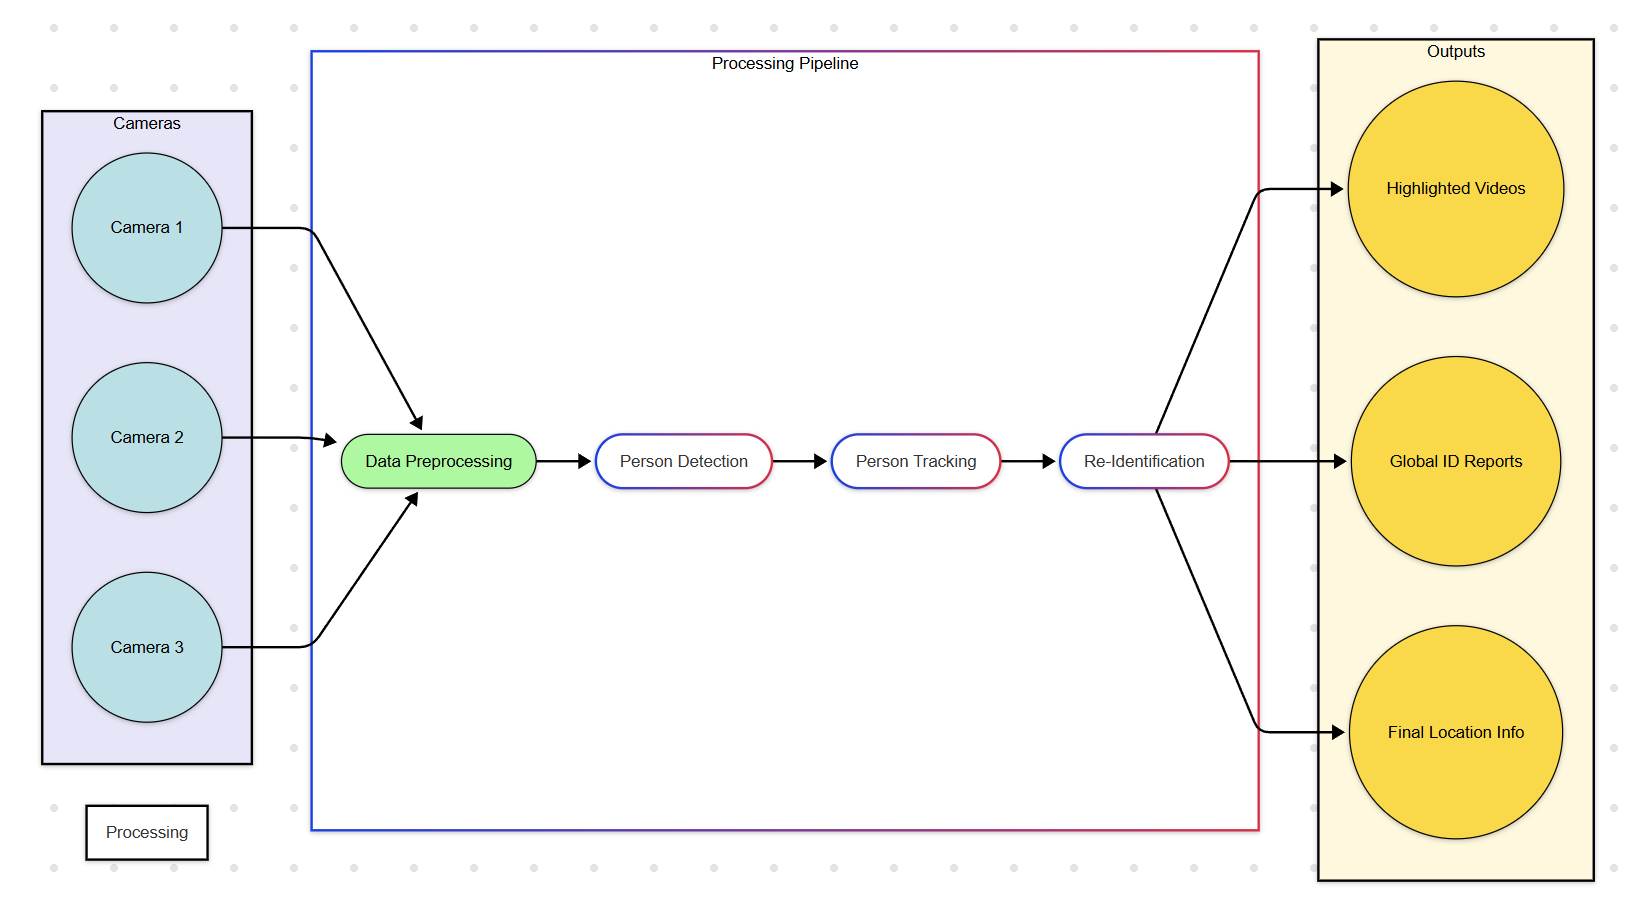 Cameras
Camera 1
Camera 2
Camera 3
Processing
Processing Pipeline
Data Preprocessing
Person Detection
Person Tracking
Re-Identification
Outputs
Highlighted Videos
Global ID Reports
Final Location Info